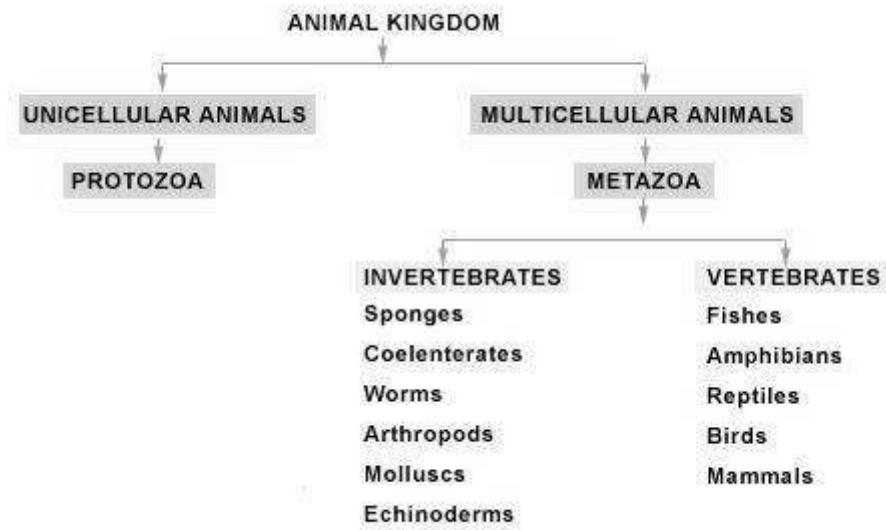 ANIMAL KINGDOM
UNICELLULAR ANIMALS
MULTICELLULAR ANIMALS
PROTOZOA
METAZOA
INVERTEBRATES
Sponges
Coelenterates
Worms
Arthropods
Molluscs
Echinoderms
VERTEBRATES
Fishes
Amphibians
Reptiles
Birds
Mammals